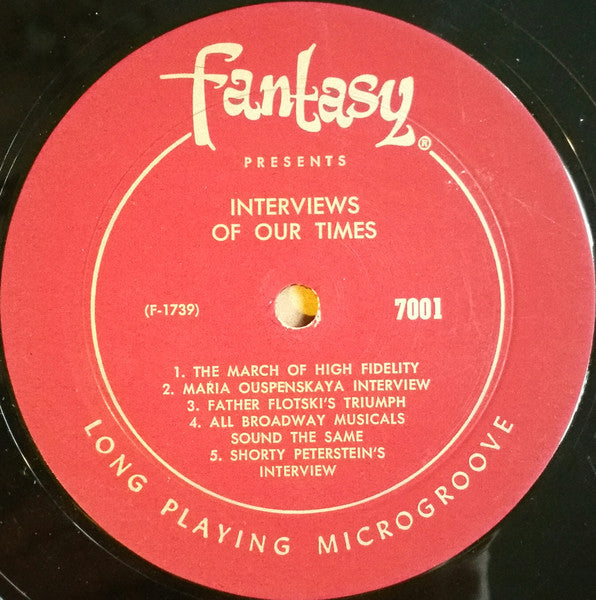 fantasy®
PRESENTS
INTERVIEWS
OF OUR TIMES
(F-1739)
7001
1. THE MARCH OF HIGH FIDELITY
2. MARIA OUSPENSKAYA INTERVIEW
3. FATHER FLOTSKI'S TRIUMPH
4. ALL BROADWAY MUSICALS
SOUND THE SAME
5. SHORTY PETERSTEIN'S
INTERVIEW
LONG PLAYING MICROGROOVE